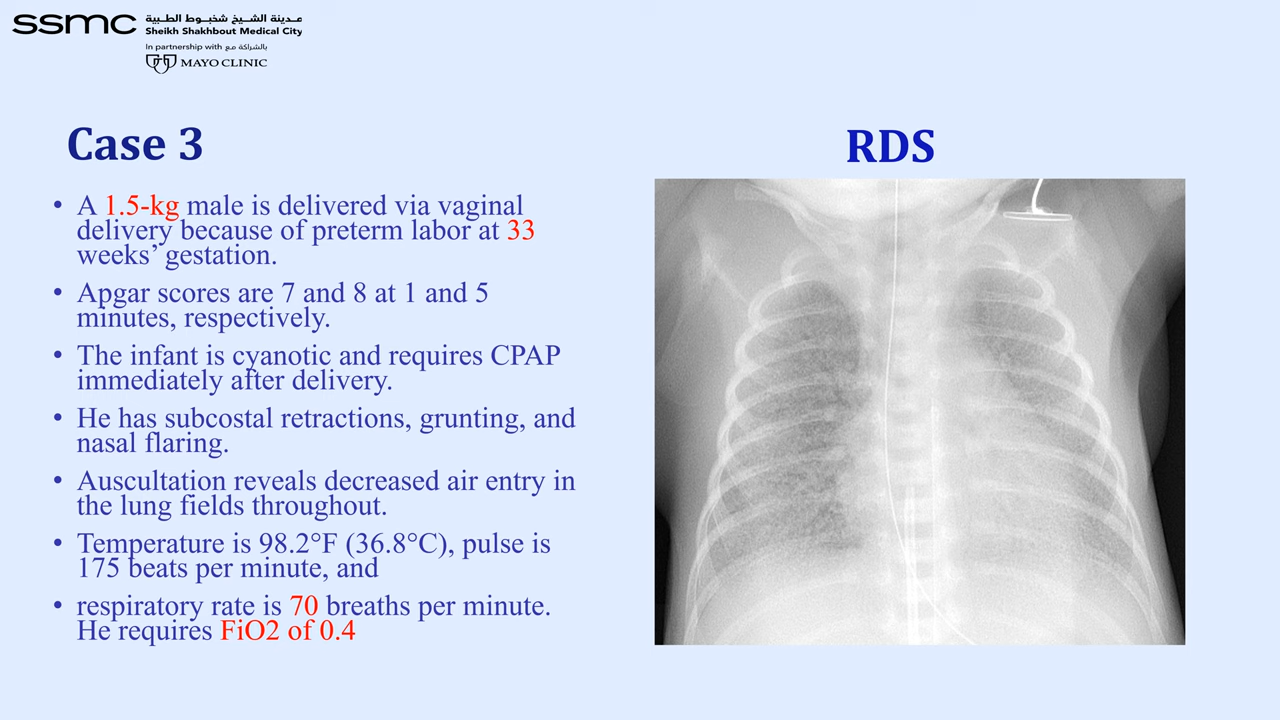 ssmc
مدينة الشيخ شخبوط الطبية
Sheikh Shakhbout Medical City
In partnership with بالشراكة مع
MAYO CLINIC
Case 3
• A 1.5-kg male is delivered via vaginal
delivery because of preterm labor at 33
weeks’ gestation.
• Apgar scores are 7 and 8 at 1 and 5
minutes, respectively.
• The infant is cyanotic and requires CPAP
immediately after delivery.
• He has subcostal retractions, grunting, and
nasal flaring.
• Auscultation reveals decreased air entry in
the lung fields throughout.
• Temperature is 98.2°F (36.8°C), pulse is
175 beats per minute, and
• respiratory rate is 70 breaths per minute.
He requires FiO2 of 0.4
RDS